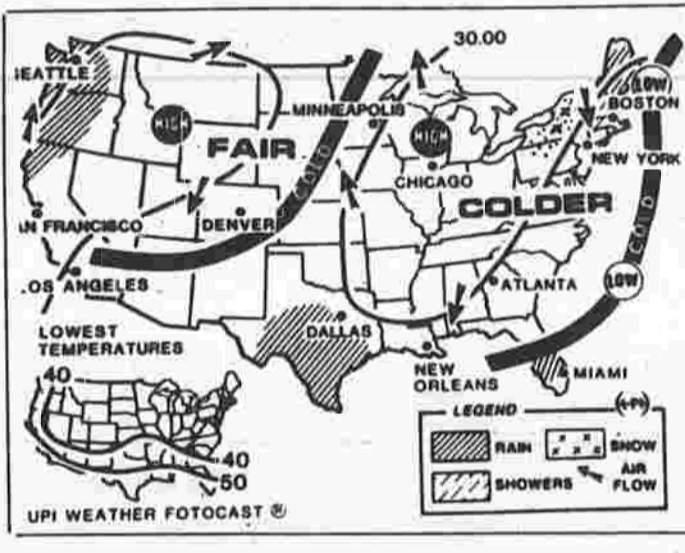 30.00
SEATTLE
MINNEAPOLIS
LOW
BOSTON
HIGH
HIGH
FAIR
COLD
NEW YORK
CHICAGO
COLDER
AN FRANCISCO
DENVER
COLD
LOS ANGELES
LOW
ATLANTA
LOWEST
TEMPERATURES
DALLAS
NEW
ORLEANS
MIAMI
40
LEGEND
RAIN
SNOW
SHOWERS
AIR
FLOW
40
50
UPI WEATHER FOTOCAST ®